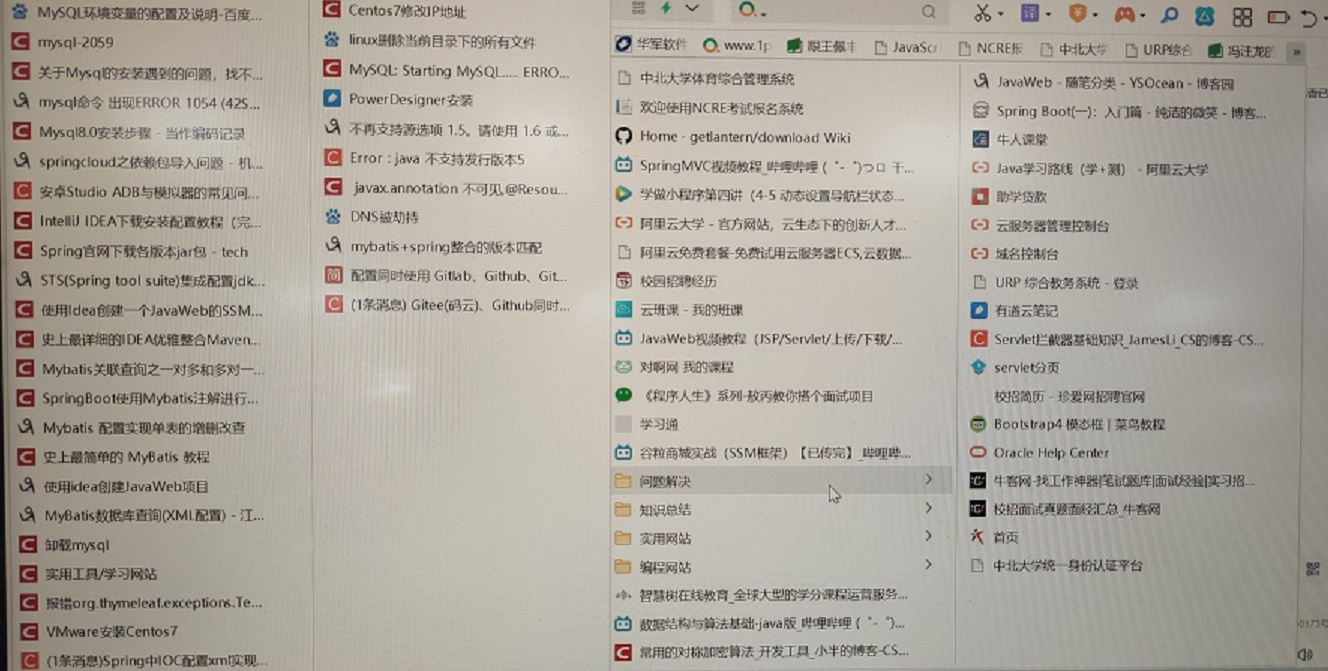 MySQL环境变量的配置及说明-百度...
mysql-2059
关于Mysql的安装遇到的问题，找不...
mysql命令 出现ERROR 1054 (42S...
Mysql8.0安装步骤 - 当作编码记录
springcloud之依赖包导入问题 - 机...
安卓Studio ADB与模拟器的常见问...
IntelliJ IDEA下载安装配置教程（完...
Spring官网下载各版本jar包 - tech
STS(Spring tool suite)集成配置jdk...
使用Idea创建一个JavaWeb的SSM...
史上最详细的IDEA优雅整合Maven...
Mybatis关联查询之一对多和多对一...
SpringBoot使用Mybatis注解进行...
Mybatis 配置实现单表的增删改查
史上最简单的 MyBatis 教程
使用idea创建JavaWeb项目
MyBatis数据库查询(XML配置) - 江...
卸载mysql
实用工具/学习网站
报错org.thymeleaf.exceptions.Te...
VMware安装Centos7
(1条消息)Spring中IOC配置xml实现...
Centos7修改IP地址
linux删除当前目录下的所有文件
MySQL: Starting MySQL..... ERRO...
PowerDesigner安装
不再支持源选项 1.5。请使用 1.6 或...
Error : java 不支持发行版本5
javax.annotation 不可见,@Resou...
DNS被劫持
mybatis+spring整合的版本匹配
配置同时使用 Gitlab、Github、Git...
(1条消息) Gitee(码云)、Github同时...
译
华军软件 www.1p 跟王佩丰 JavaScr NCRE报 中北大学 URP综合 冯注龙的 »
中北大学体育综合管理系统
欢迎使用NCRE考试报名系统
Home - getlantern/download Wiki
SpringMVC视频教程_哔哩哔哩 (゜-゜)つロ 干...
学做小程序第四讲（4-5 动态设置导航栏状态...
阿里云大学 - 官方网站，云生态下的创新人才...
阿里云免费套餐-免费试用云服务器ECS,云数据...
校园招聘经历
云班课 - 我的班课
JavaWeb视频教程（JSP/Servlet/上传/下载/...
对啊网 我的课程
《程序人生》系列-敖丙教你搭个面试项目
学习通
谷粒商城实战（SSM框架）【已传完】_哔哩哔...
问题解决
知识总结
实用网站
编程网站
智慧树在线教育_全球大型的学分课程运营服务...
数据结构与算法基础-java版_哔哩哔哩 (゜-゜)...
常用的对称加密算法_开发工具_小半的博客-CS...
JavaWeb - 随笔分类 - YSOcean - 博客园
Spring Boot(一)：入门篇 - 纯洁的微笑 - 博客...
牛人课堂
Java学习路线（学+测） - 阿里云大学
助学贷款
云服务器管理控制台
域名控制台
URP 综合教务系统 - 登录
有道云笔记
Servlet拦截器基础知识_JamesLi_CS的博客-CS...
servlet分页
校招简历 - 珍爱网招聘官网
Bootstrap4 模态框 | 菜鸟教程
Oracle Help Center
牛客网-找工作神器|笔试题库|面试经验|实习招...
校招面试真题面经汇总_牛客网
首页
中北大学统一身份认证平台